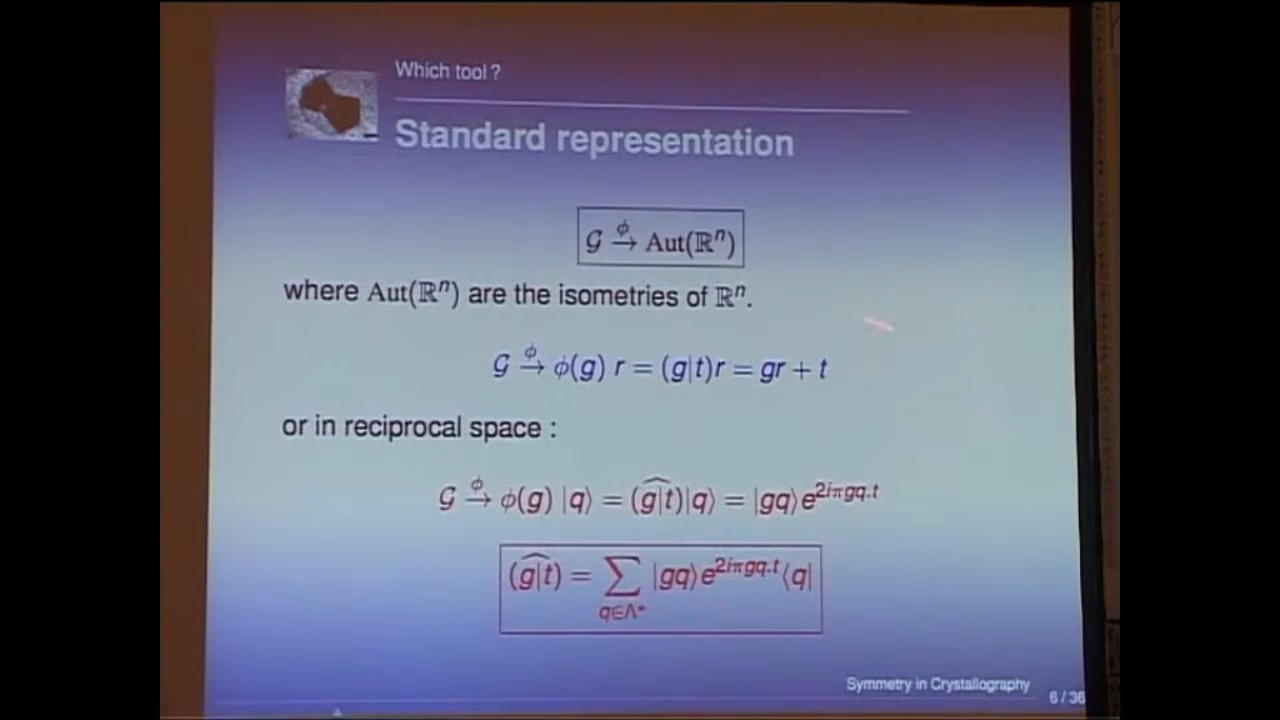 Which tool ?
Standard representation
𝒢 →^ϕ Aut(ℝⁿ)
where Aut(ℝⁿ) are the isometries of ℝⁿ.
𝒢 →^ϕ ϕ(g) r = (g|t)r = gr + t
or in reciprocal space :
𝒢 →^ϕ ϕ(g) |q⟩ = (g|t)^|q⟩ = |gq⟩e^{2iπgq.t}
(g|t)^ = ∑_{q∈Λ*} |gq⟩e^{2iπgq.t}⟨q|
Symmetry in Crystallography
6 / 36